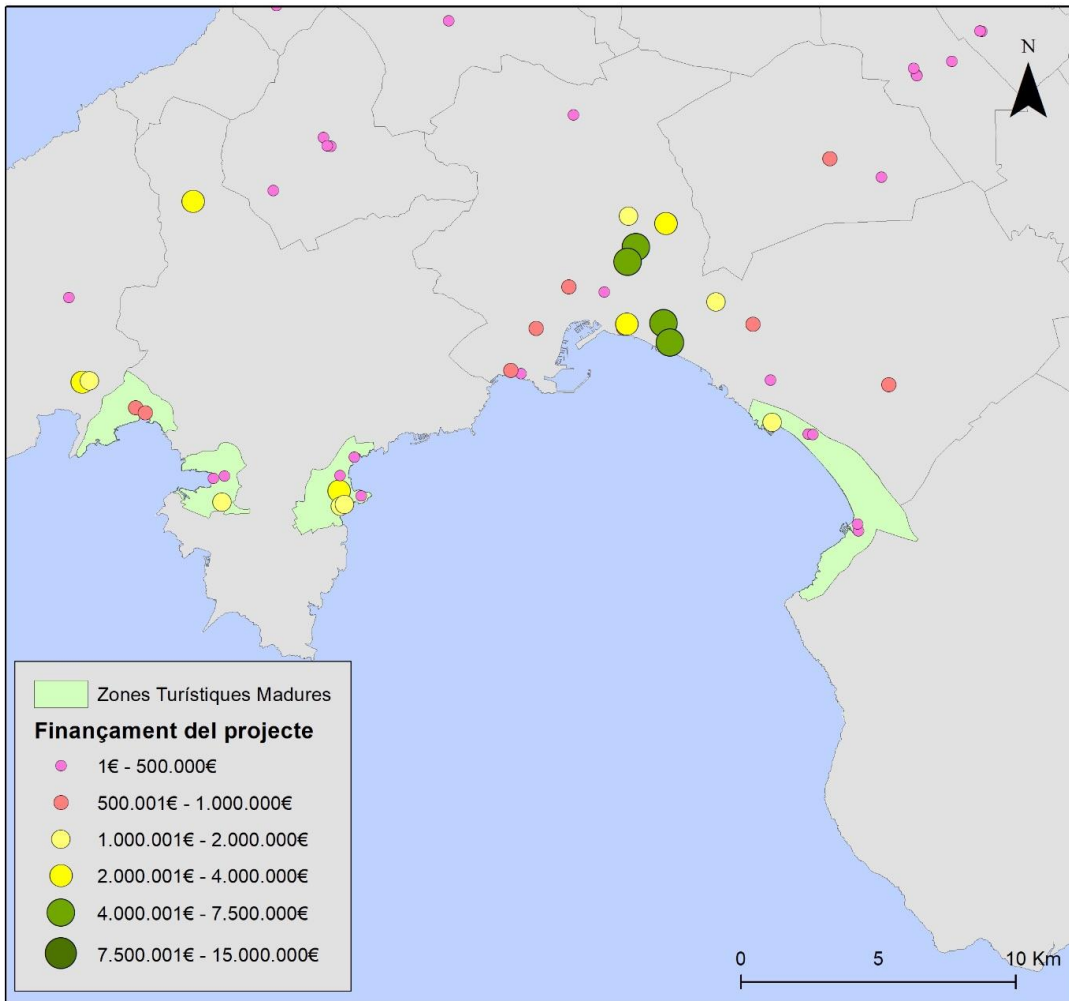 N
Zones Turístiques Madures
Finançament del projecte
1€ - 500.000€
500.001€ - 1.000.000€
1.000.001€ - 2.000.000€
2.000.001€ - 4.000.000€
4.000.001€ - 7.500.000€
7.500.001€ - 15.000.000€
0 5 10 Km